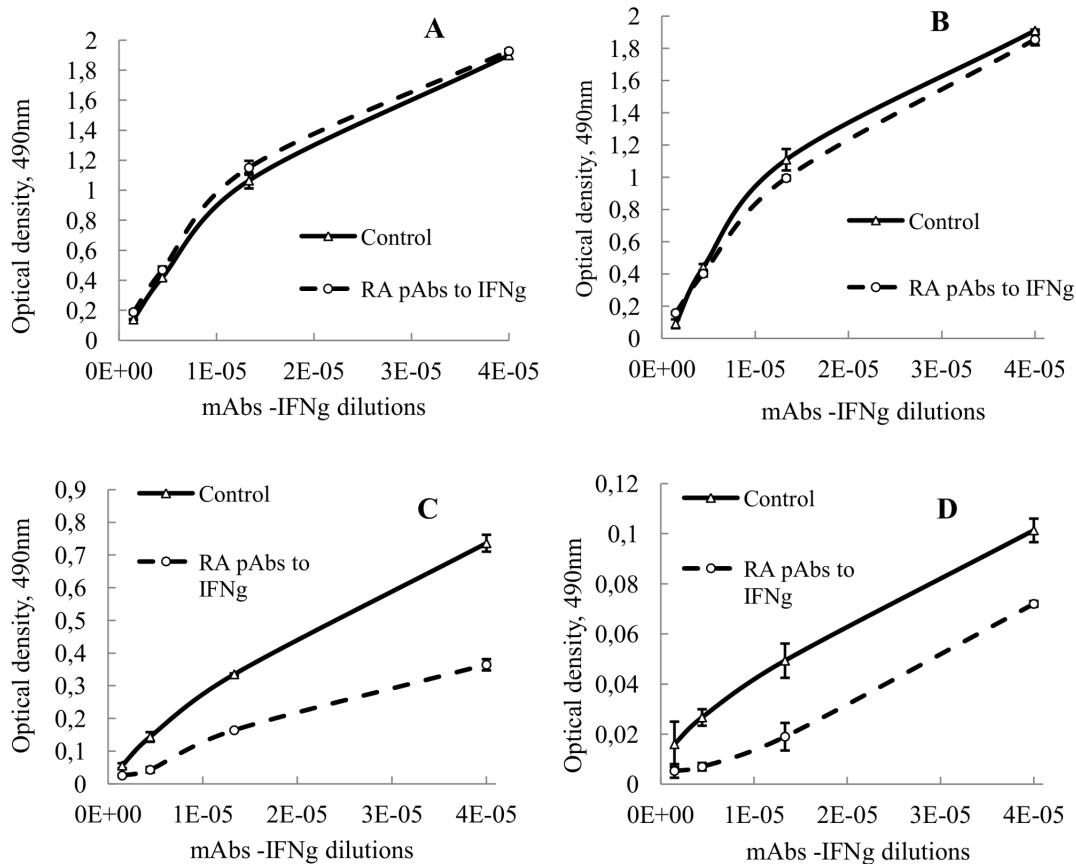 A
Optical density, 490nm
2
1,8
1,6
1,4
1,2
1
0,8
0,6
0,4
0,2
0
Control
RA pAbs to IFNg
0E+00 1E-05 2E-05 3E-05 4E-05
mAbs -IFNg dilutions
B
Optical density, 490nm
2
1,8
1,6
1,4
1,2
1
0,8
0,6
0,4
0,2
0
Control
RA pAbs to IFNg
0E+00 1E-05 2E-05 3E-05 4E-05
mAbs -IFNg dilutions
C
Optical density, 490nm
0,9
0,8
0,7
0,6
0,5
0,4
0,3
0,2
0,1
0
Control
RA pAbs to
IFNg
0E+00 1E-05 2E-05 3E-05 4E-05
mAbs -IFNg dilutions
D
Optical density, 490nm
0,12
0,1
0,08
0,06
0,04
0,02
0
Control
RA pAbs to
IFNg
0E+00 1E-05 2E-05 3E-05 4E-05
mAbs -IFNg dilutions